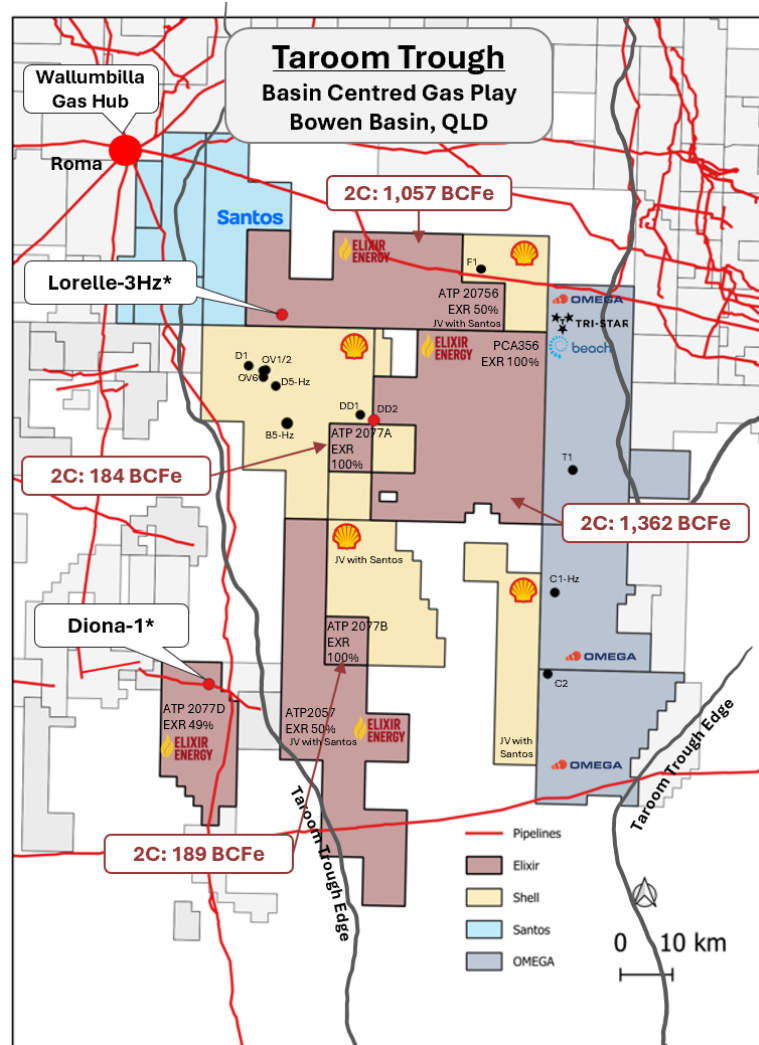 Taroom Trough
Basin Centred Gas Play
Bowen Basin, QLD
Wallumbilla
Gas Hub
Roma
Santos
2C: 1,057 BCFe
ELIXIR
ENERGY
F1
ATP 20756
EXR 50%
JV with Santos
Lorelle-3Hz*
OMEGA
TRI-STAR
beach
ELIXIR
ENERGY
PCA356
EXR 100%
D1
OV1/2
OV6
D5-Hz
B5-Hz
DD1
DD2
ATP 2077A
EXR
100%
T1
2C: 184 BCFe
2C: 1,362 BCFe
JV with Santos
C1-Hz
Diona-1*
ATP 2077B
EXR
100%
OMEGA
C2
ATP 2077D
EXR 49%
ELIXIR
ENERGY
ATP2057
EXR 50%
JV with Santos
ELIXIR
ENERGY
JV with
Santos
OMEGA
Taroom Trough Edge
Taroom Trough Edge
2C: 189 BCFe
Pipelines
Elixir
Shell
Santos
OMEGA
0 10 km